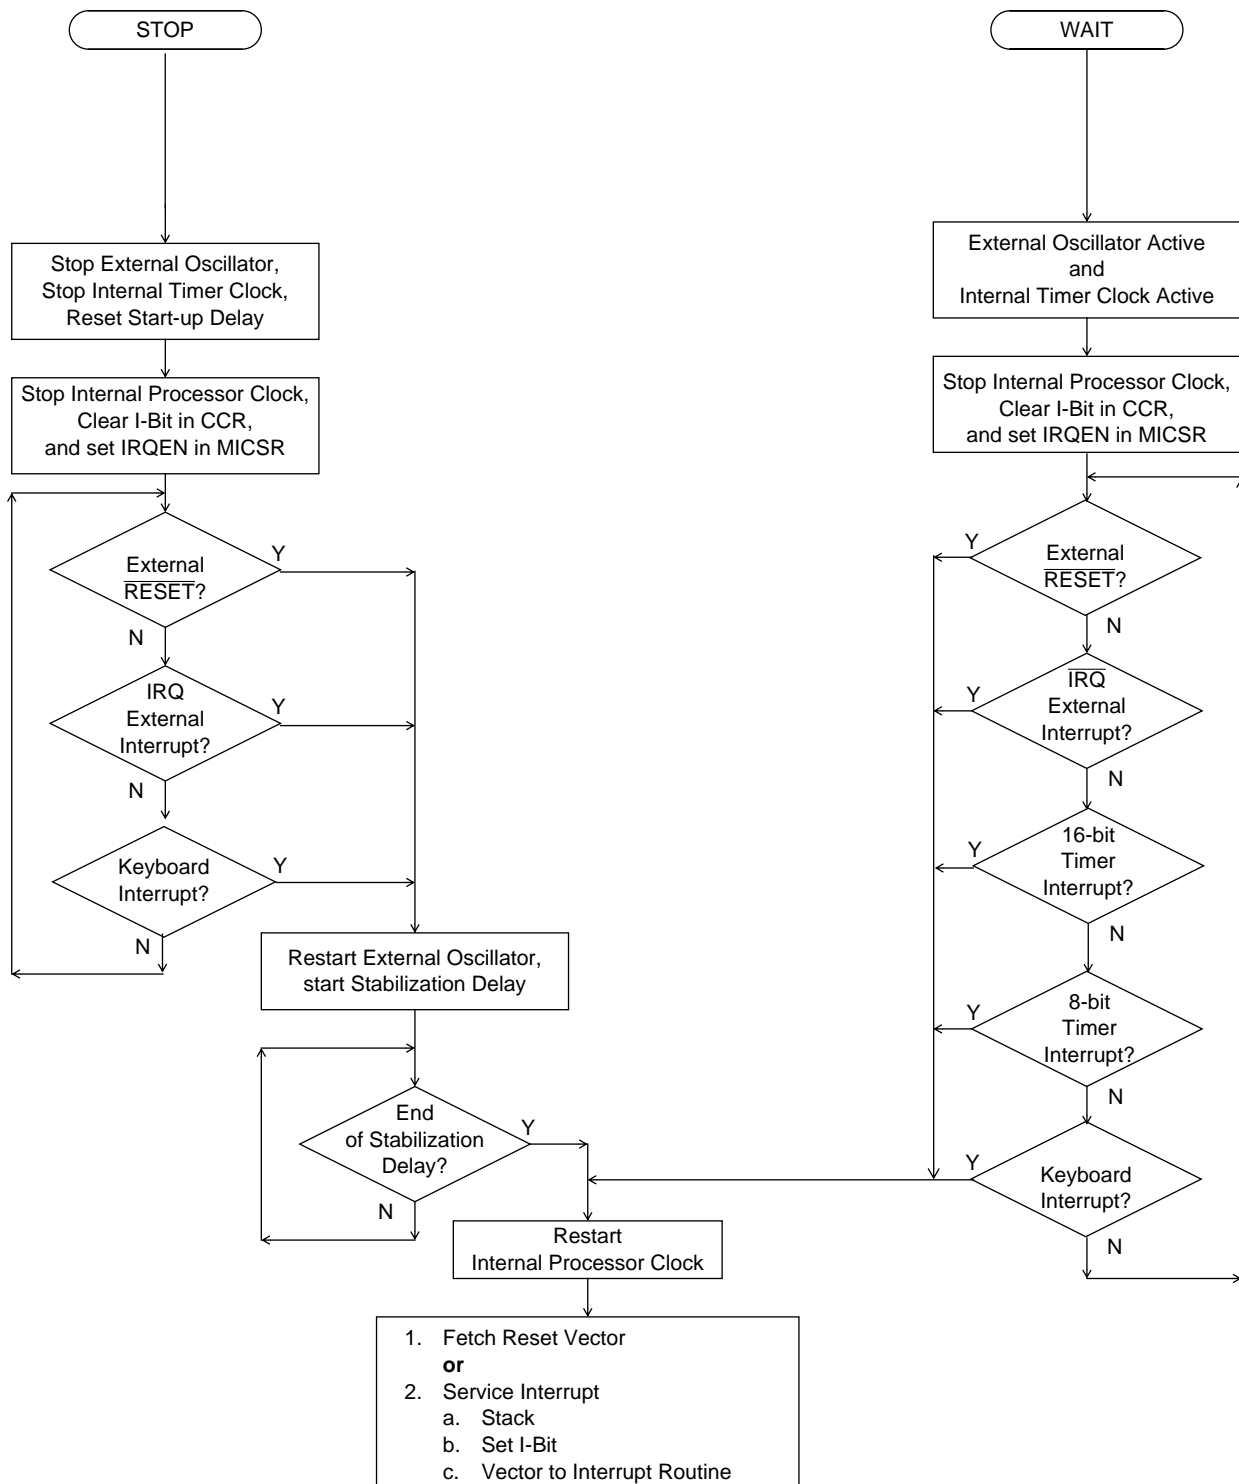 STOP
Stop External Oscillator,
Stop Internal Timer Clock,
Reset Start-up Delay
Stop Internal Processor Clock,
Clear I-Bit in CCR,
and set IRQEN in MICSR
External
RESET?
Y
N
IRQ
External
Interrupt?
Y
N
Keyboard
Interrupt?
Y
N
Restart External Oscillator,
start Stabilization Delay
End
of Stabilization
Delay?
Y
N
WAIT
External Oscillator Active
and
Internal Timer Clock Active
Stop Internal Processor Clock,
Clear I-Bit in CCR,
and set IRQEN in MICSR
Y
External
RESET?
N
Y
IRQ
External
Interrupt?
N
Y
16-bit
Timer
Interrupt?
N
Y
8-bit
Timer
Interrupt?
N
Y
Keyboard
Interrupt?
N
Restart
Internal Processor Clock
1. Fetch Reset Vector
or
2. Service Interrupt
a. Stack
b. Set I-Bit
c. Vector to Interrupt Routine